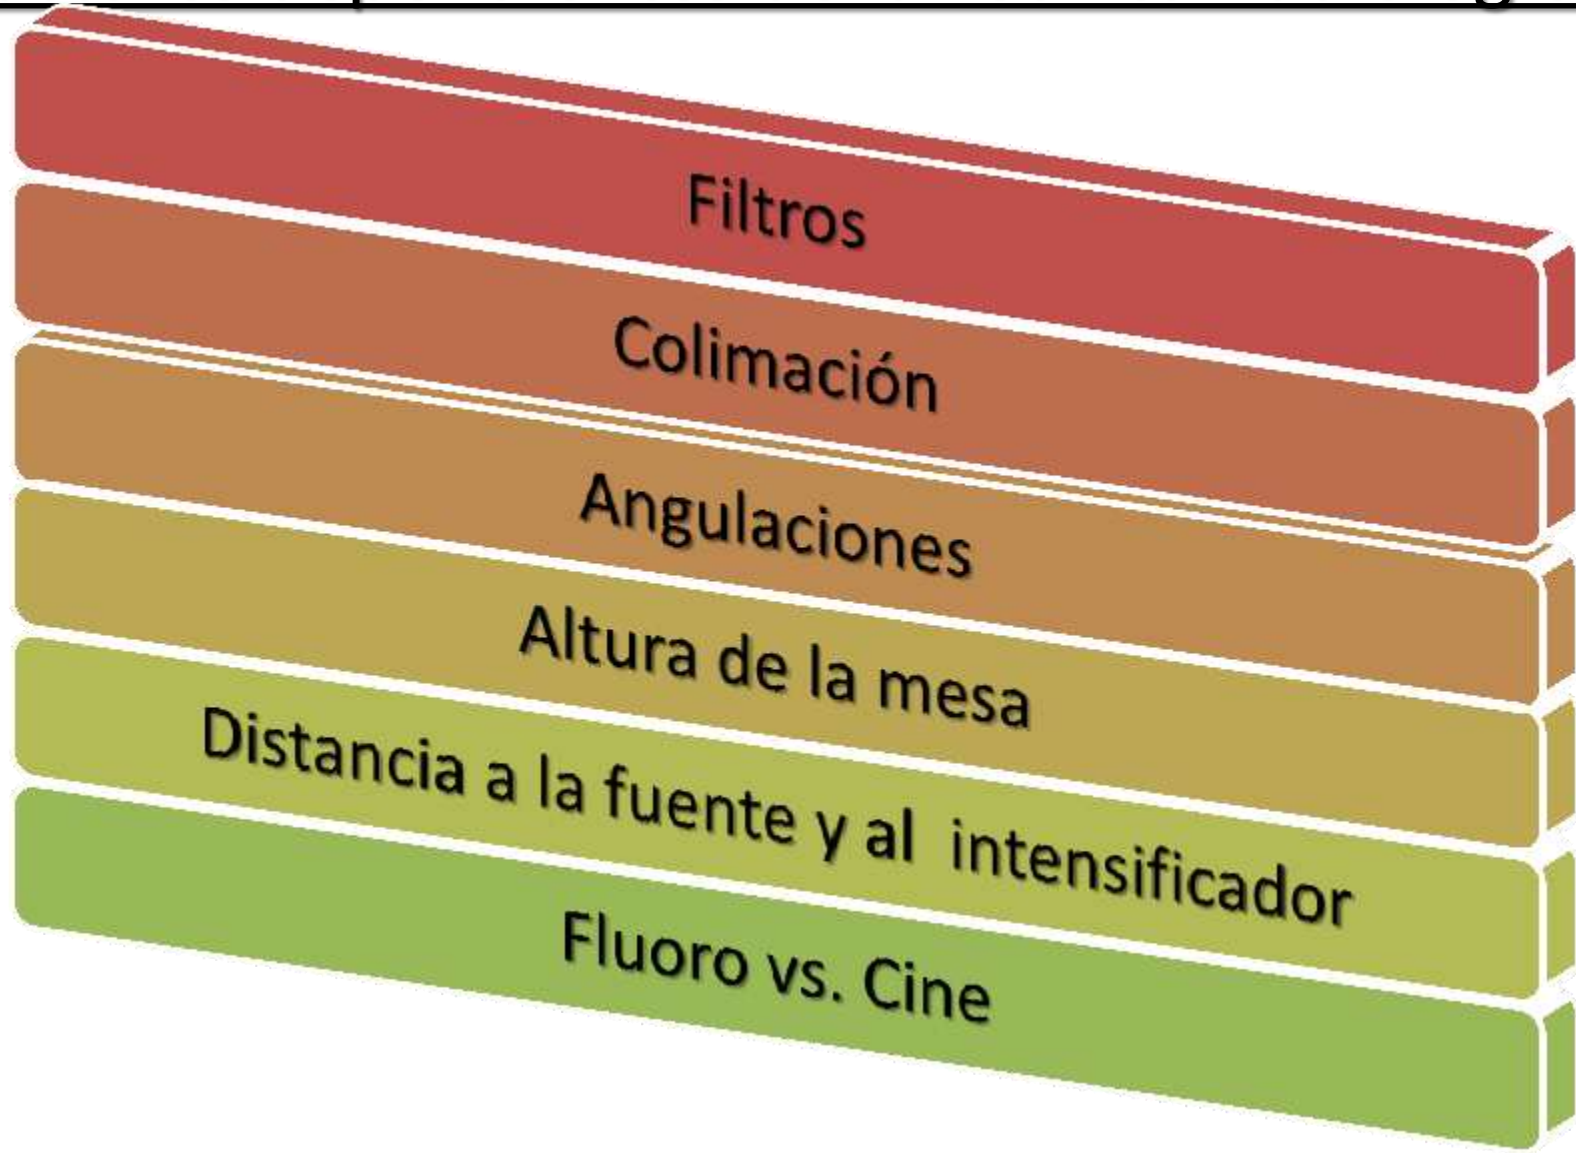 Filtros
Colimación
Angulaciones
Altura de la mesa
Distancia a la fuente y al intensificador
Fluoro vs. Cine